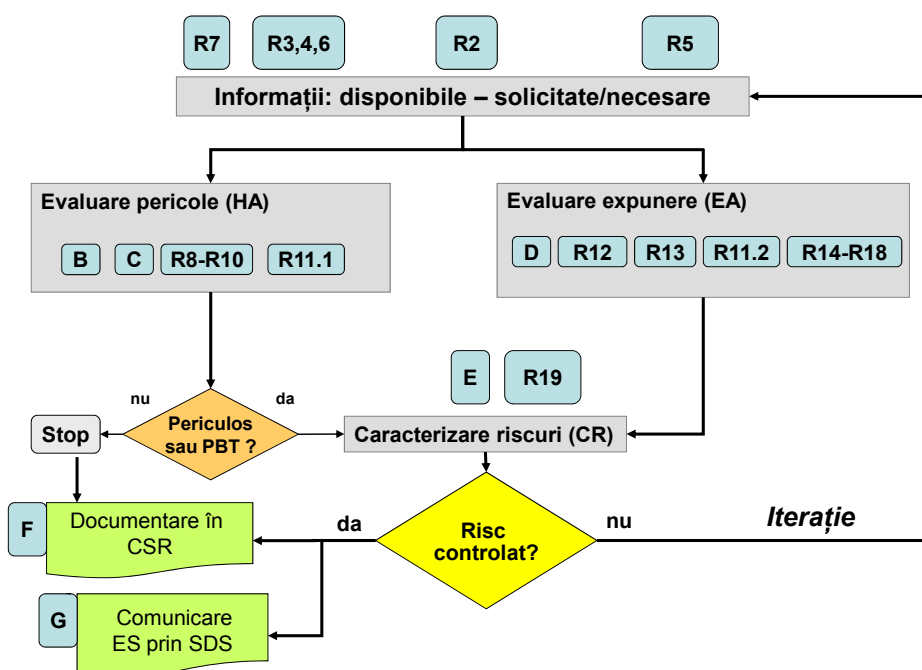 R7
R3,4,6
R2
R5
Informații: disponibile – solicitate/necesare
Evaluare pericole (HA)
B
C
R8-R10
R11.1
Evaluare expunere (EA)
D
R12
R13
R11.2
R14-R18
E
R19
nu
da
Periculos
sau PBT ?
Stop
Caracterizare riscuri (CR)
F
Documentare în
CSR
da
Risc
controlat?
nu
Iterație
G
Comunicare
ES prin SDS